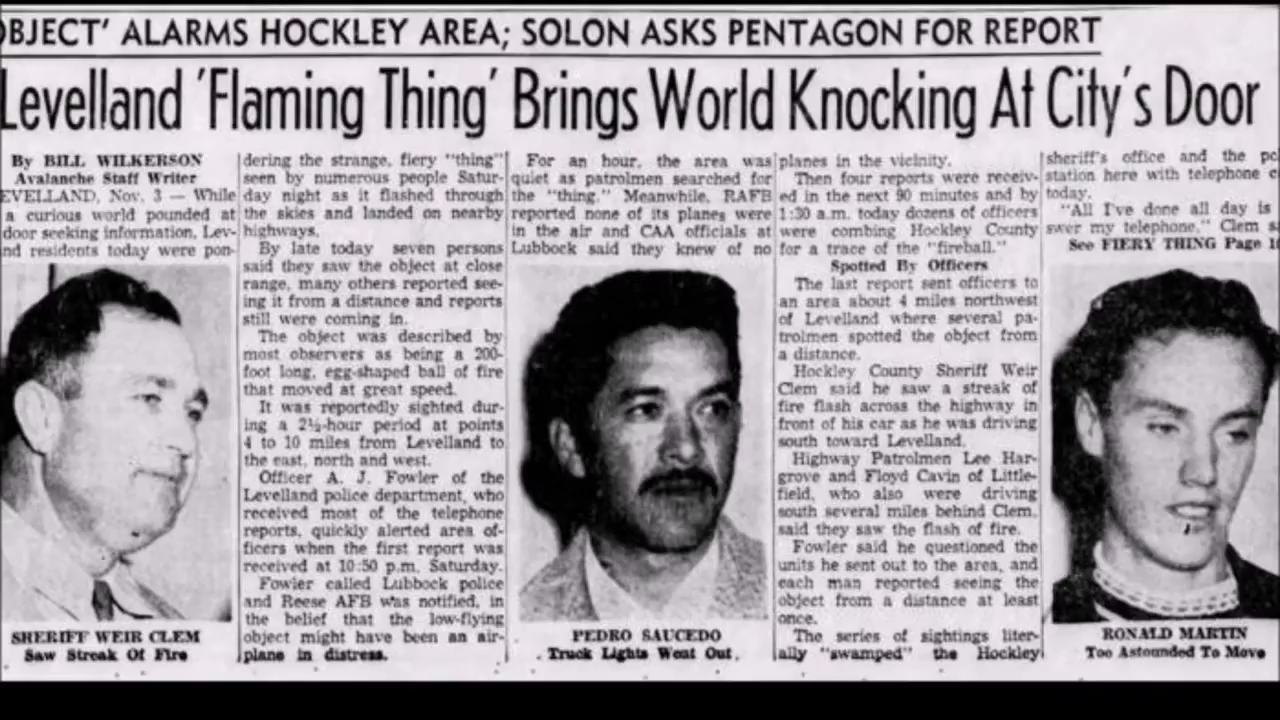 OBJECT' ALARMS HOCKLEY AREA; SOLON ASKS PENTAGON FOR REPORT
Levelland 'Flaming Thing' Brings World Knocking At City's Door
By BILL WILKERSON
Avalanche Staff Writer
EVELLAND, Nov. 3 — While
a curious world pounded at
door seeking information, Lev-
nd residents today were pon-
SHERIFF WEIR CLEM
Saw Streak Of Fire
dering the strange, fiery "thing"
seen by numerous people Satur-
day night as it flashed through
the skies and landed on nearby
highways.
By late today seven persons
said they saw the object at close
range, many others reported see-
ing it from a distance and reports
still were coming in.
The object was described by
most observers as being a 200-
foot long, egg-shaped ball of fire
that moved at great speed.
It was reportedly sighted dur-
ing a 2½-hour period at points
4 to 10 miles from Levelland to
the east, north and west.
Officer A. J. Fowler of the
Levelland police department, who
received most of the telephone
reports, quickly alerted area of-
ficers when the first report was
received at 10:50 p.m. Saturday.
Fowler called Lubbock police
and Reese AFB was notified, in
the belief that the low-flying
object might have been an air-
plane in distress.
For an hour, the area was
quiet as patrolmen searched for
the "thing." Meanwhile, RAFB
reported none of its planes were
in the air and CAA officials at
Lubbock said they knew of no
PEDRO SAUCEDO
Truck Lights Went Out
planes in the vicinity.
Then four reports were receiv-
ed in the next 90 minutes and by
1:30 a.m. today dozens of officers
were combing Hockley County
for a trace of the "fireball."
Spotted By Officers
The last report sent officers to
an area about 4 miles northwest
of Levelland where several pa-
trolmen spotted the object from
a distance.
Hockley County Sheriff Weir
Clem said he saw a streak of
fire flash across the highway in
front of his car as he was driving
south toward Levelland.
Highway Patrolmen Lee Har-
grove and Floyd Cavin of Little-
field, who also were driving
south several miles behind Clem,
said they saw the flash of fire.
Fowler said he questioned the
units he sent out to the area, and
each man reported seeing the
object from a distance at least
once.
The series of sightings liter-
ally "swamped" the Hockley
sheriff's office and the po
station here with telephone c
today.
"All I've done all day is
swer my telephone," Clem s
See FIERY THING Page 1
RONALD MARTIN
Too Astounded To Move